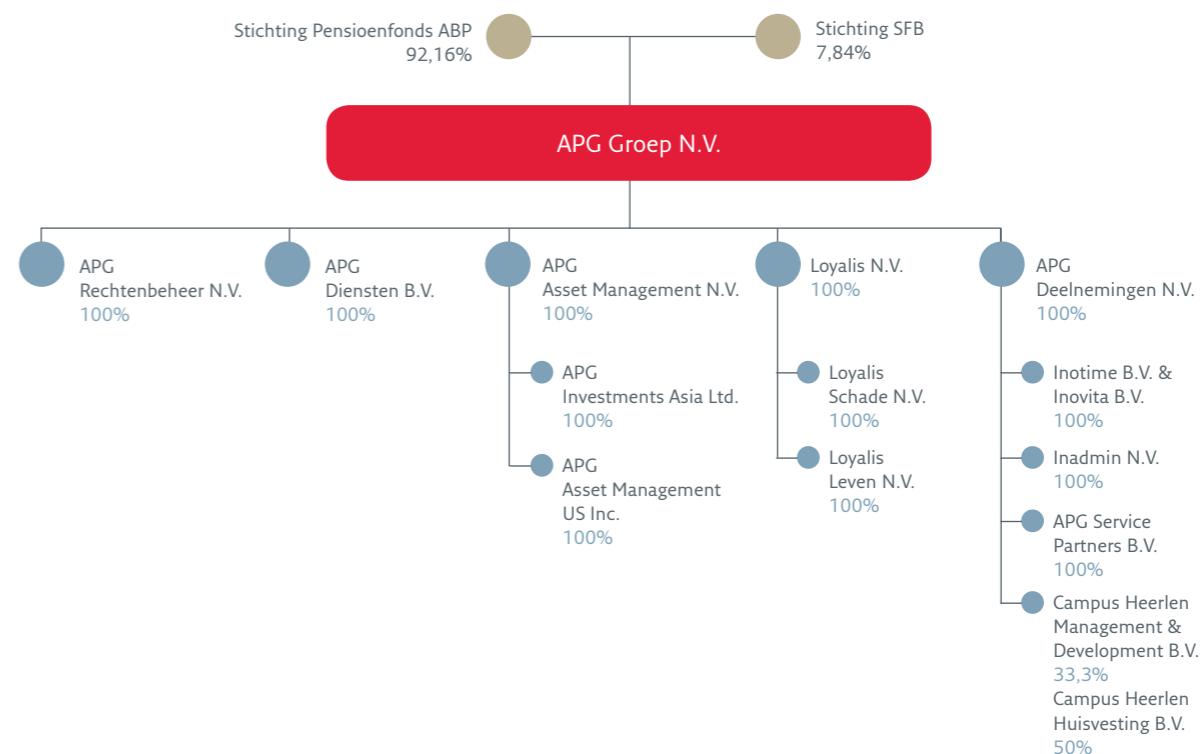 Stichting Pensioenfonds ABP
92,16%
Stichting SFB
7,84%
APG Groep N.V.
APG
Rechtenbeheer N.V.
100%
APG
Diensten B.V.
100%
APG
Asset Management N.V.
100%
APG
Investments Asia Ltd.
100%
APG
Asset Management
US Inc.
100%
Loyalis N.V.
100%
Loyalis
Schade N.V.
100%
Loyalis
Leven N.V.
100%
APG
Deelnemingen N.V.
100%
Inotime B.V. &
Inovita B.V.
100%
Inadmin N.V.
100%
APG Service
Partners B.V.
100%
Campus Heerlen
Management &
Development B.V.
33,3%
Campus Heerlen
Huisvesting B.V.
50%